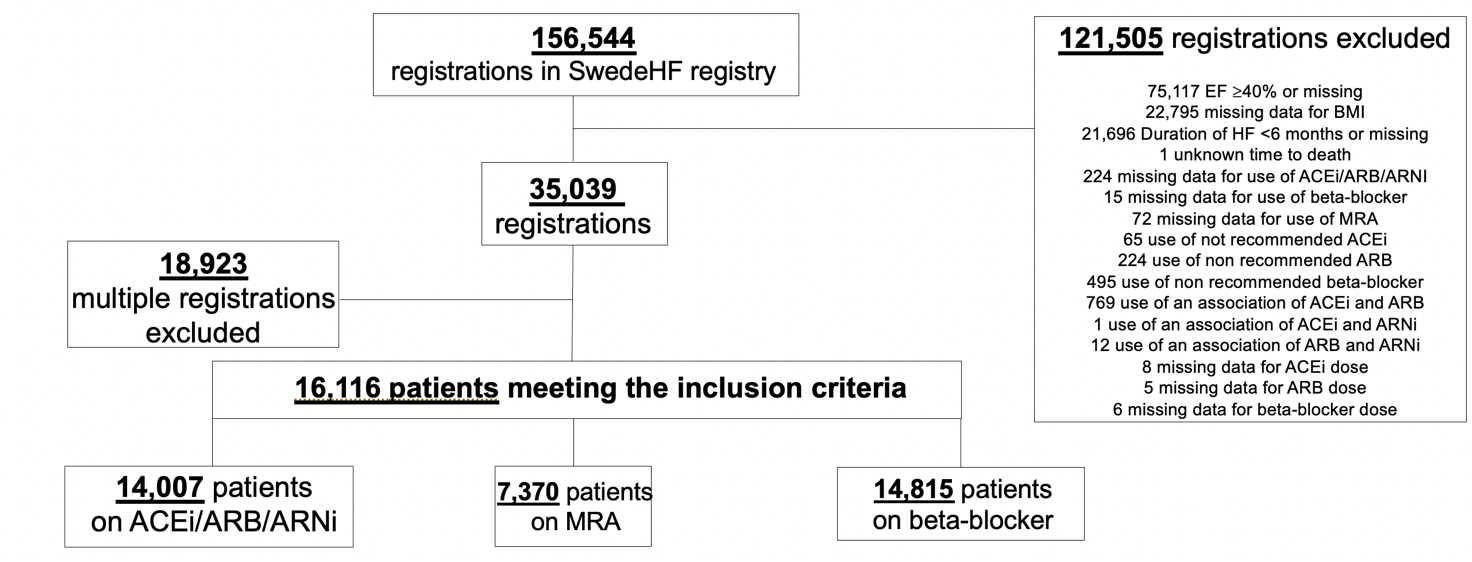 156,544
registrations in SwedeHF registry
121,505 registrations excluded
75,117 EF ≥40% or missing
22,795 missing data for BMI
21,696 Duration of HF <6 months or missing
1 unknown time to death
224 missing data for use of ACEi/ARB/ARNI
15 missing data for use of beta-blocker
72 missing data for use of MRA
65 use of not recommended ACEi
224 use of non recommended ARB
495 use of non recommended beta-blocker
769 use of an association of ACEi and ARB
1 use of an association of ACEi and ARNi
12 use of an association of ARB and ARNi
8 missing data for ACEi dose
5 missing data for ARB dose
6 missing data for beta-blocker dose
35,039
registrations
18,923
multiple registrations
excluded
16,116 patients meeting the inclusion criteria
14,007 patients
on ACEi/ARB/ARNi
7,370 patients
on MRA
14,815 patients
on beta-blocker